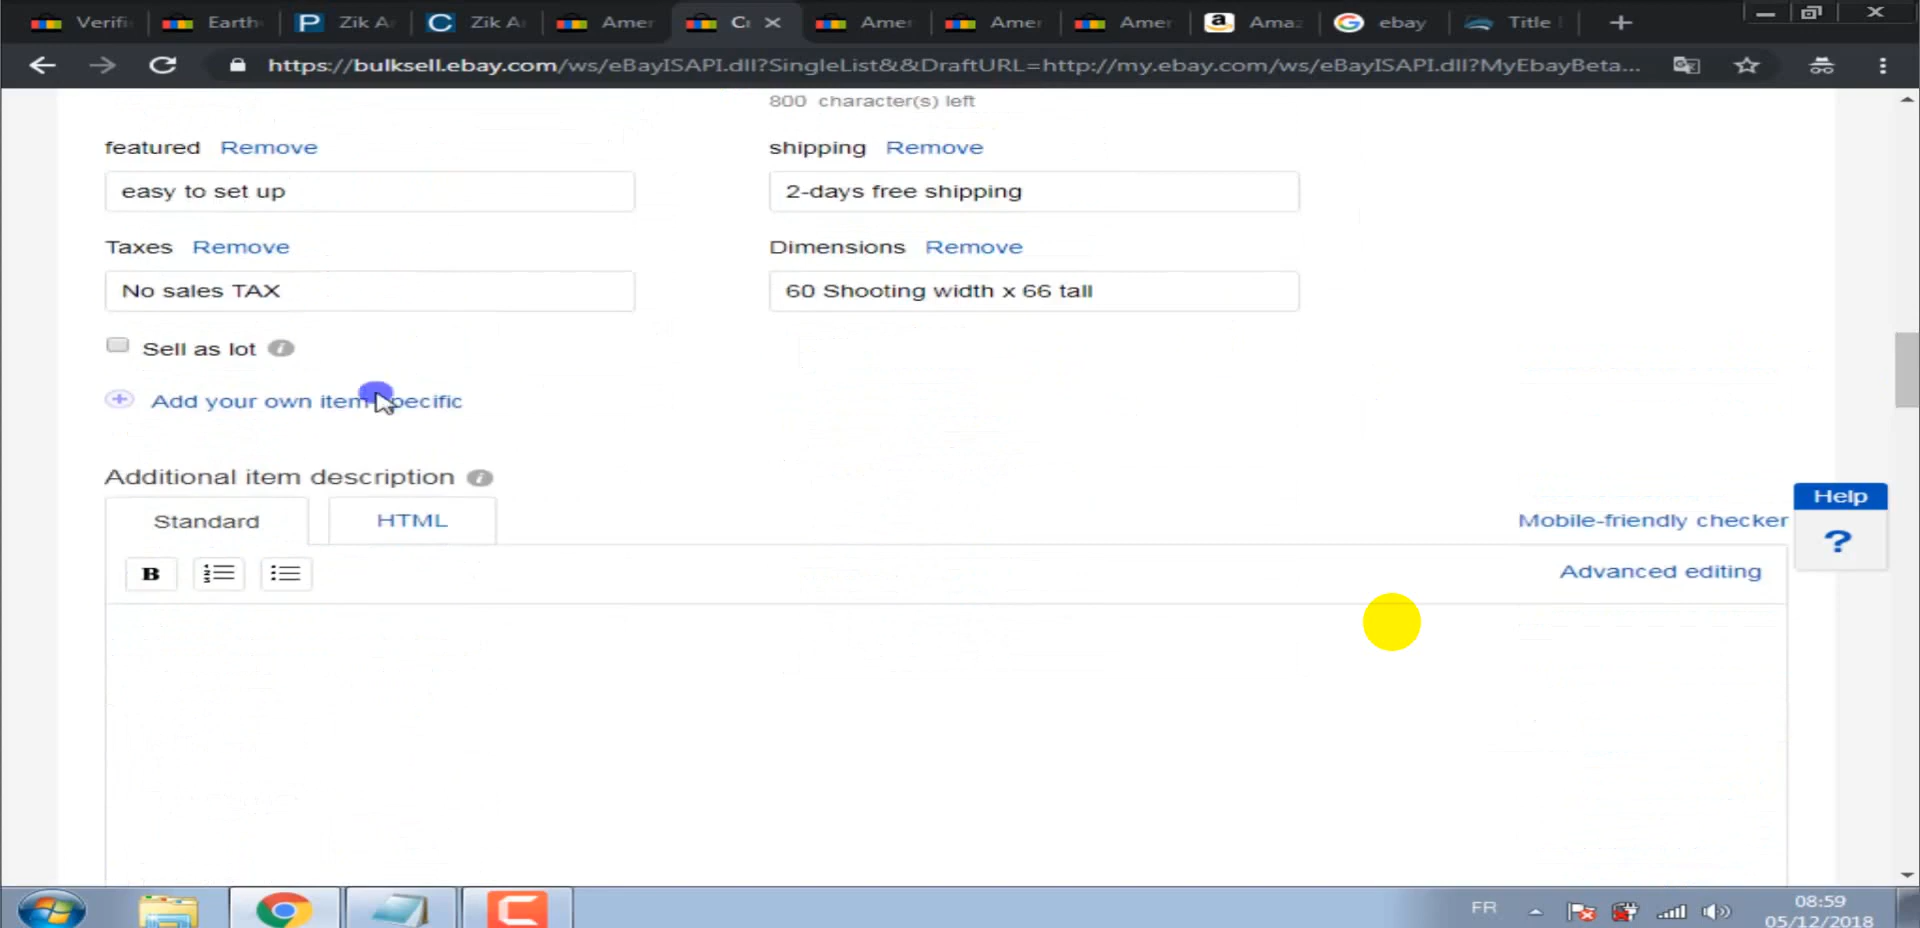 Verifi Earth Zik A Zik A Amer C Amer Amer Amer Amaz ebay Title
https://bulksell.ebay.com/ws/eBayISAPI.dll?SingleList&&DraftURL=http://my.ebay.com/ws/eBayISAPI.dll?MyEbayBeta...
800 character(s) left
featured Remove shipping Remove
easy to set up 2-days free shipping
Taxes Remove Dimensions Remove
No sales TAX 60 Shooting width x 66 tall
Sell as lot
Add your own item specific
Additional item description
Help
Standard HTML Mobile-friendly checker
?
B Advanced editing
FR 08:59
05/12/2018